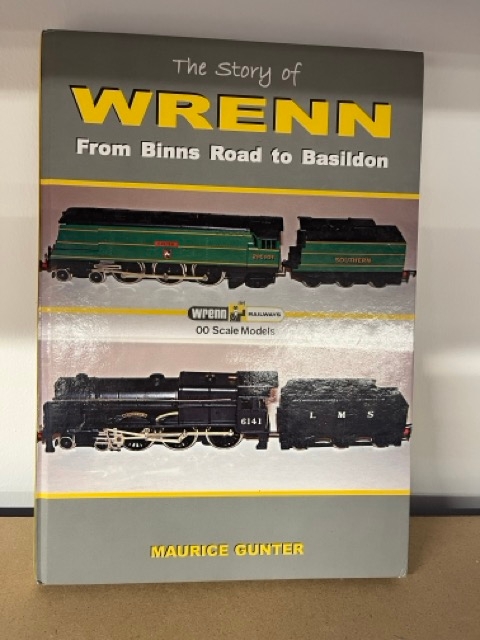 The Story of
WRENN
From Binns Road to Basildon
SOUTHERN
wrenn RAILWAYS
00 Scale Models
6141
L M S
MAURICE GUNTER